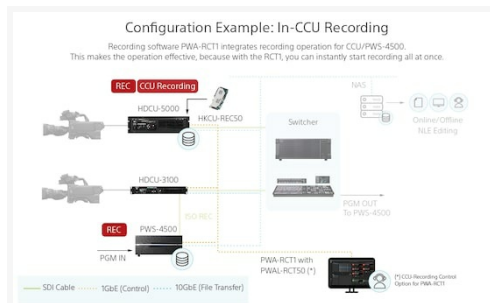 Configuration Example: In-CCU Recording
Recording software PWA-RCT1 integrates recording operation for CCU/PWS-4500.
This makes the operation effective, because with the RCT1, you can instantly start recording all at once.
REC CCU Recording
HDCU-5000
HKCU-REC50
NAS
Switcher
Online/Offline
NLE Editing
HDCU-3100
ISO REC
PGM OUT
To PWS-4500
REC
PWS-4500
PGM IN
PWA-RCT1 with
PWAL-RCT50 (*)
(*) CCU Recording Control
Option for PWA-RCT1
SDI Cable
1GbE (Control)
10GbE (File Transfer)